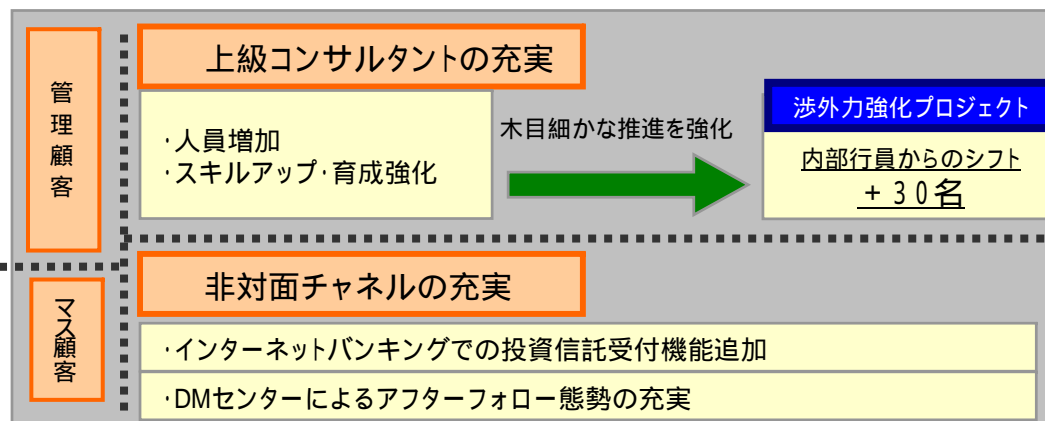 管理顧客
上級コンサルタントの充実
・人員増加
・スキルアップ・育成強化
木目細かな推進を強化
渉外力強化プロジェクト
内部行員からのシフト
+30名
マス顧客
非対面チャネルの充実
・インターネットバンキングでの投資信託受付機能追加
・DMセンターによるアフターフォロー態勢の充実